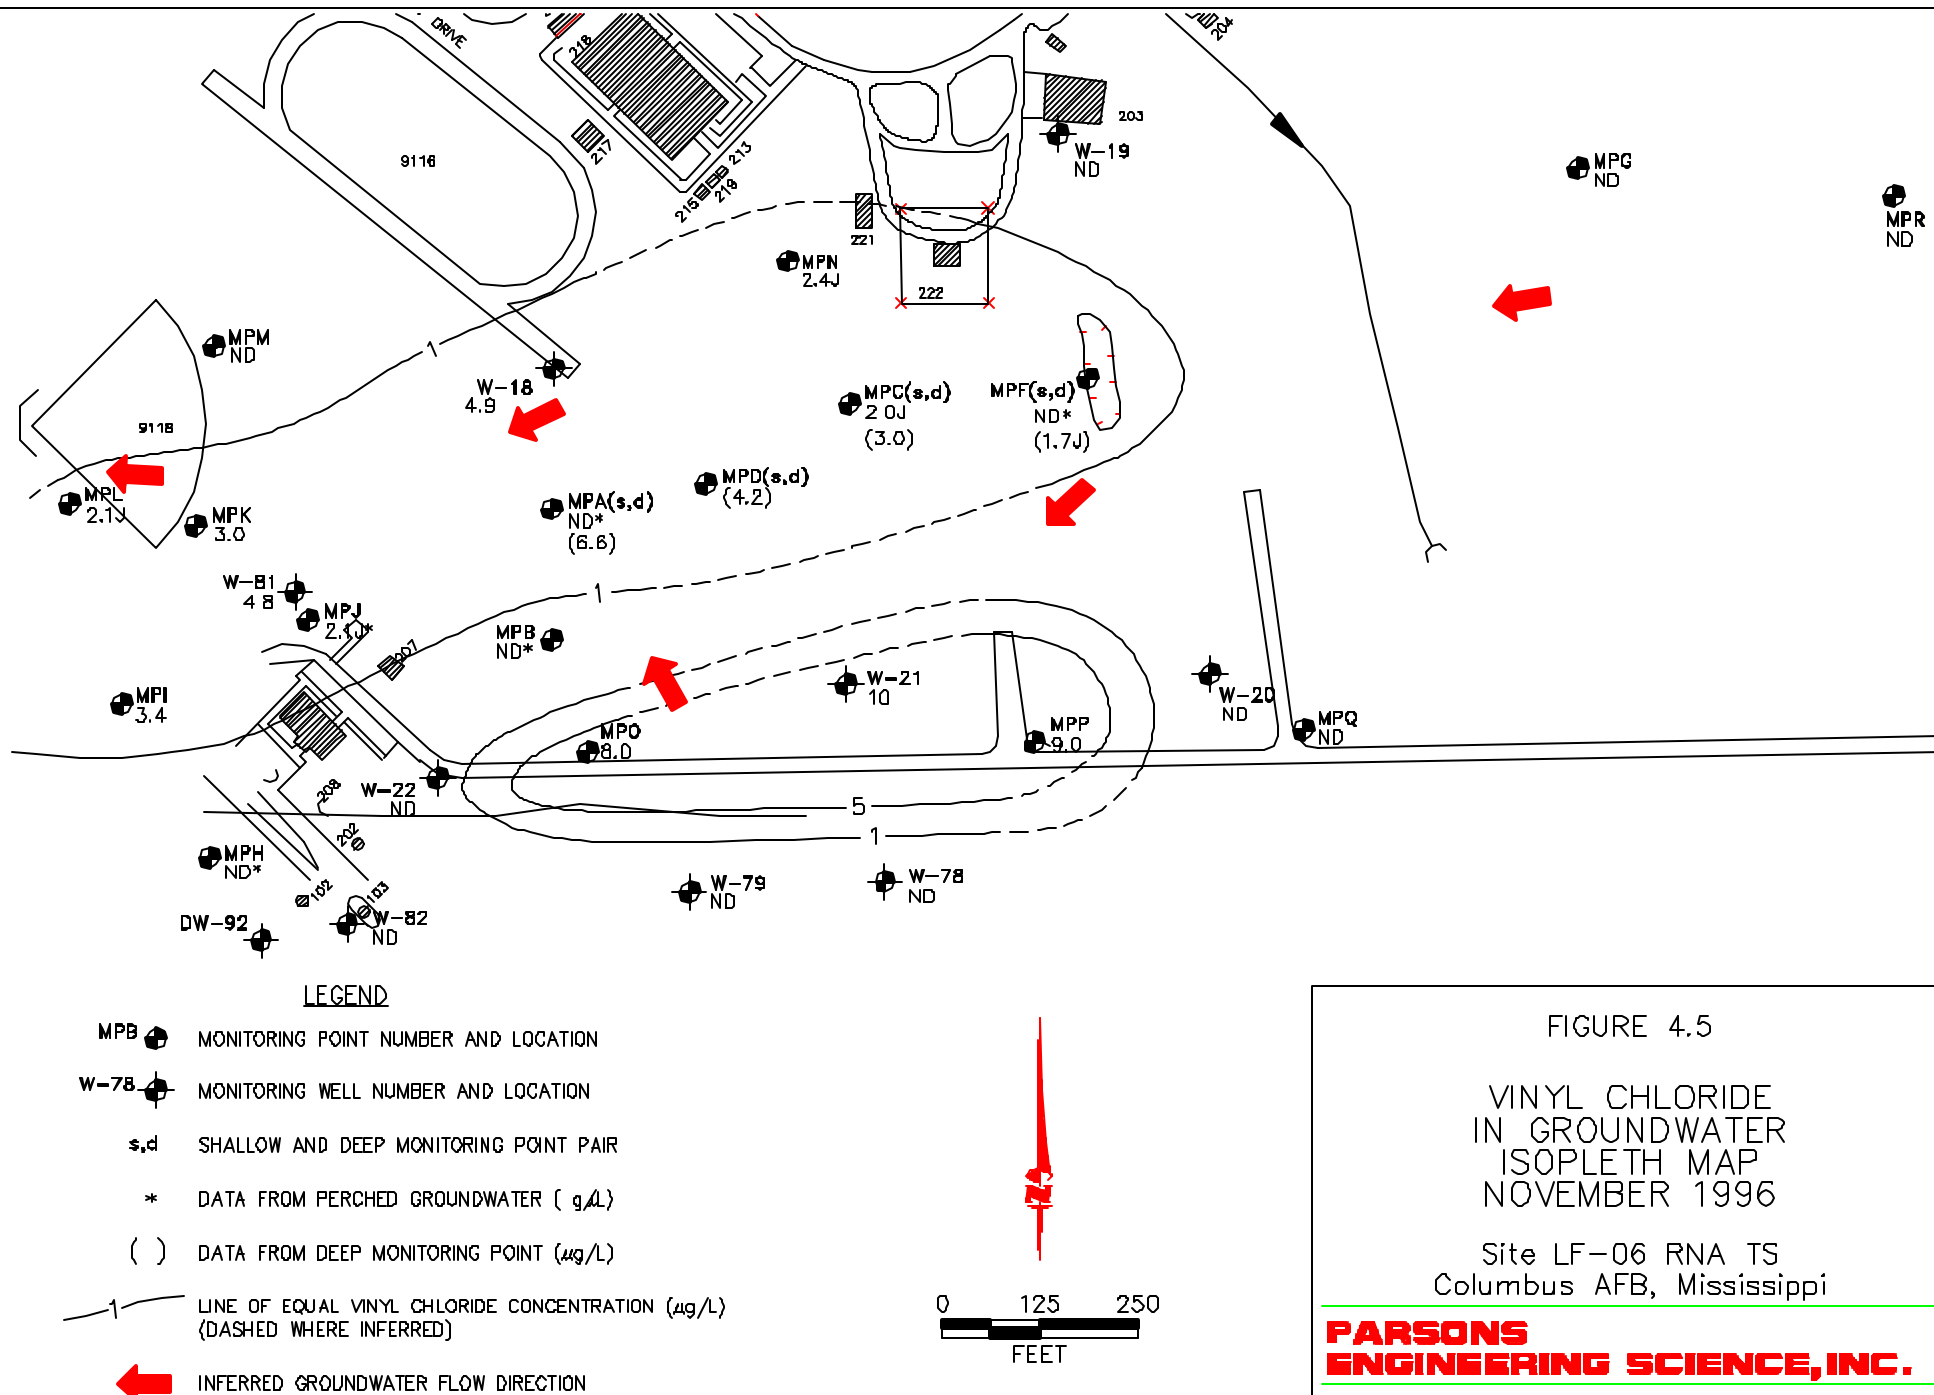 DRIVE
218
204
9116
217
213
219
215
203
W-19
ND
MPG
ND
MPR
ND
221
MPN
2.4J
222
MPM
ND
W-18
4.9
MPC(s,d)
2 0J
(3.0)
MPF(s,d)
ND*
(1.7J)
9118
MPL
2.1J
MPK
3.0
MPA(s,d)
ND*
(6.6)
MPD(s,d)
(4.2)
1
1
W-81
4 8
MPJ
2.1J*
207
MPB
ND*
MPI
3.4
W-21
10
W-20
ND
MPQ
ND
MPO
8.0
MPP
9.0
W-22
ND
208
202
5
1
MPH
ND*
102
103
DW-92
W-82
ND
W-79
ND
W-78
ND
LEGEND
MPB MONITORING POINT NUMBER AND LOCATION
W-78 MONITORING WELL NUMBER AND LOCATION
s,d SHALLOW AND DEEP MONITORING POINT PAIR
* DATA FROM PERCHED GROUNDWATER ( g/L)
( ) DATA FROM DEEP MONITORING POINT (µg/L)
1 LINE OF EQUAL VINYL CHLORIDE CONCENTRATION (µg/L)
(DASHED WHERE INFERRED)
INFERRED GROUNDWATER FLOW DIRECTION
N
0 125 250
FEET
FIGURE 4.5
VINYL CHLORIDE
IN GROUNDWATER
ISOPLETH MAP
NOVEMBER 1996
Site LF-06 RNA TS
Columbus AFB, Mississippi
PARSONS
ENGINEERING SCIENCE, INC.